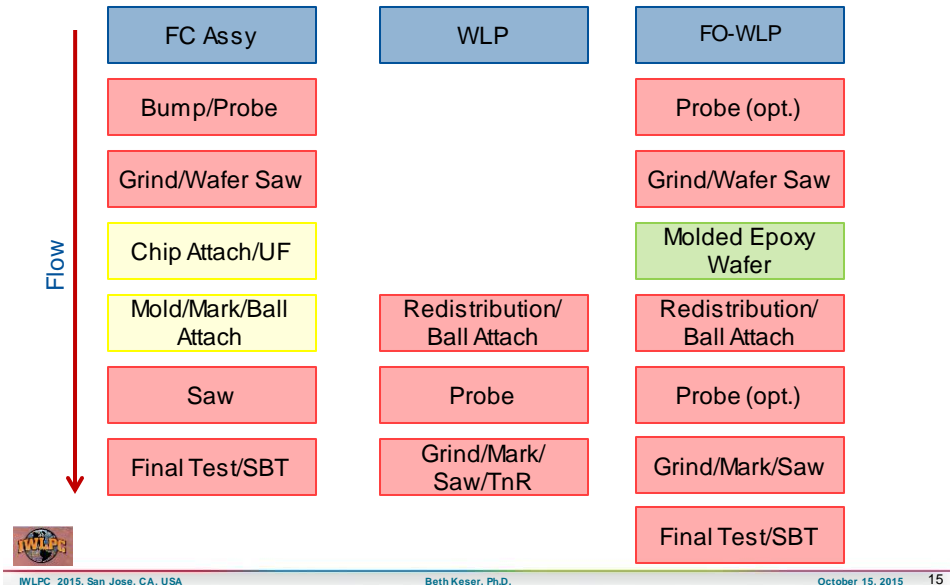 FC Assy
WLP
FO-WLP
Bump/Probe
Probe (opt.)
Grind/Wafer Saw
Grind/Wafer Saw
Chip Attach/UF
Molded Epoxy
Wafer
Flow
Mold/Mark/Ball
Attach
Redistribution/
Ball Attach
Redistribution/
Ball Attach
Saw
Probe
Probe (opt.)
Final Test/SBT
Grind/Mark/
Saw/TnR
Grind/Mark/Saw
Final Test/SBT
IWLPC
IWLPC 2015, San Jose, CA, USA
Beth Keser, Ph.D.
October 15, 2015
15